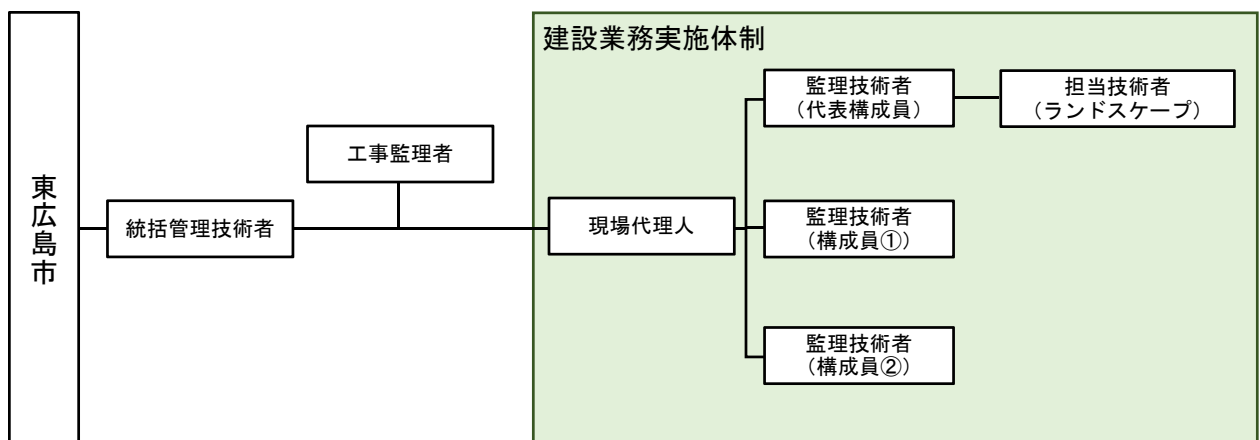 東広島市
統括管理技術者
工事監理者
建設業務実施体制
現場代理人
監理技術者
（代表構成員）
担当技術者
（ランドスケープ）
監理技術者
（構成員①）
監理技術者
（構成員②）